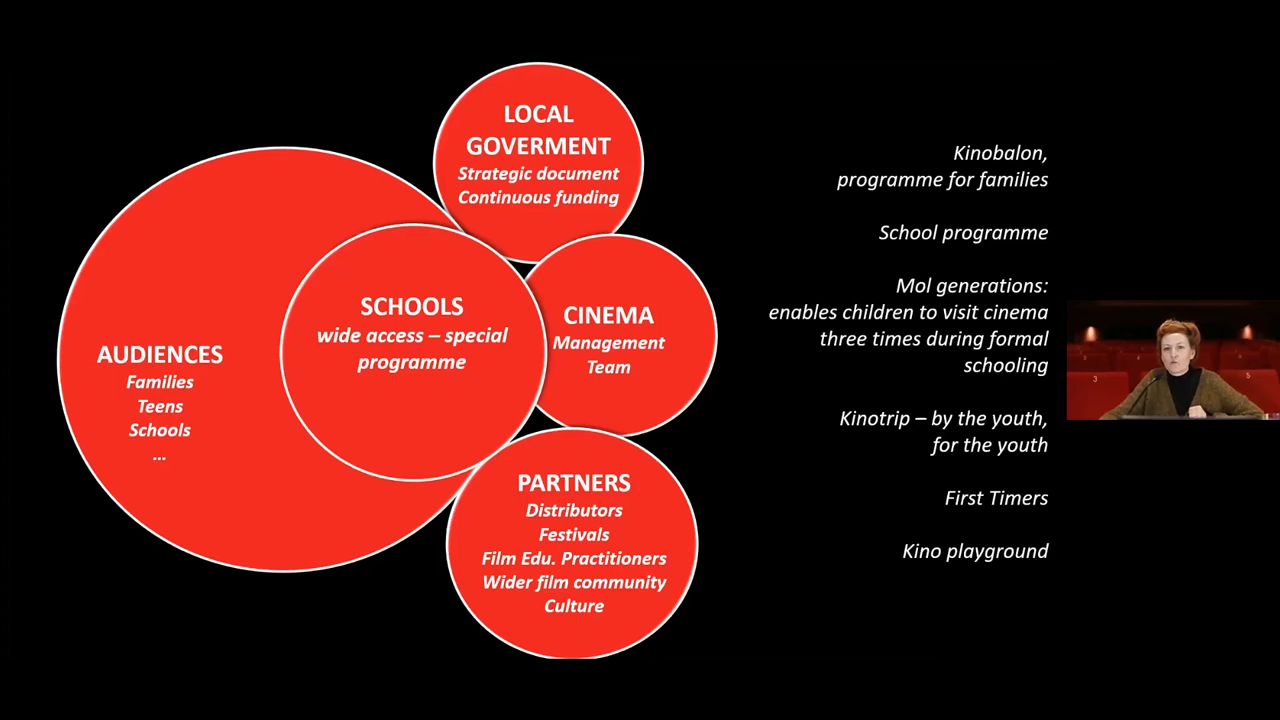 LOCAL
GOVERMENT
Strategic document
Continuous funding
SCHOOLS
wide access – special
programme
CINEMA
Management
Team
AUDIENCES
Families
Teens
Schools
...
PARTNERS
Distributors
Festivals
Film Edu. Practitioners
Wider film community
Culture
Kinobalon,
programme for families
School programme
Mol generations:
enables children to visit cinema
three times during formal
schooling
Kinotrip – by the youth,
for the youth
First Timers
Kino playground
3
5